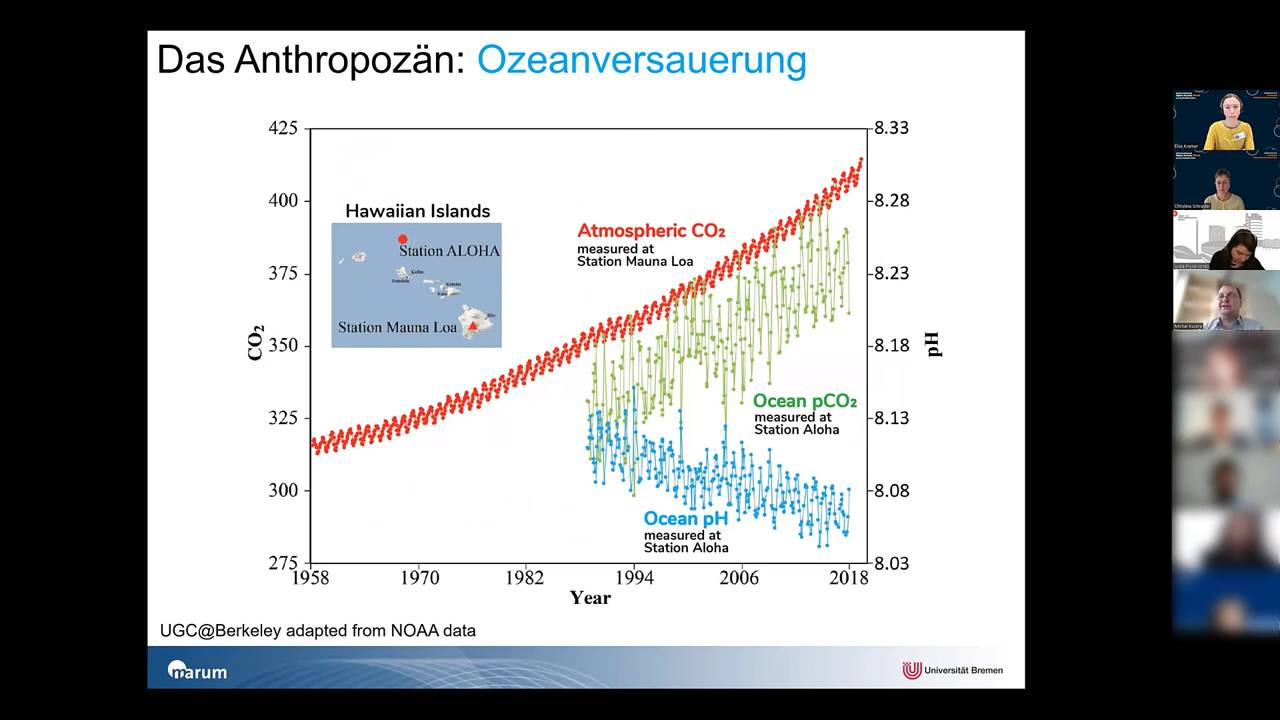 Das Anthropozän: Ozeanversauerung
425
400
375
350
325
300
275
CO₂
8.33
8.28
8.23
8.18
8.13
8.08
8.03
pH
Hawaiian Islands
Station ALOHA
Station Mauna Loa
Atmospheric CO₂
measured at
Station Mauna Loa
Ocean pCO₂
measured at
Station Aloha
Ocean pH
measured at
Station Aloha
1958 1970 1982 1994 2006 2018
Year
UGC@Berkeley adapted from NOAA data
marum
Universität Bremen
Christina Schrader